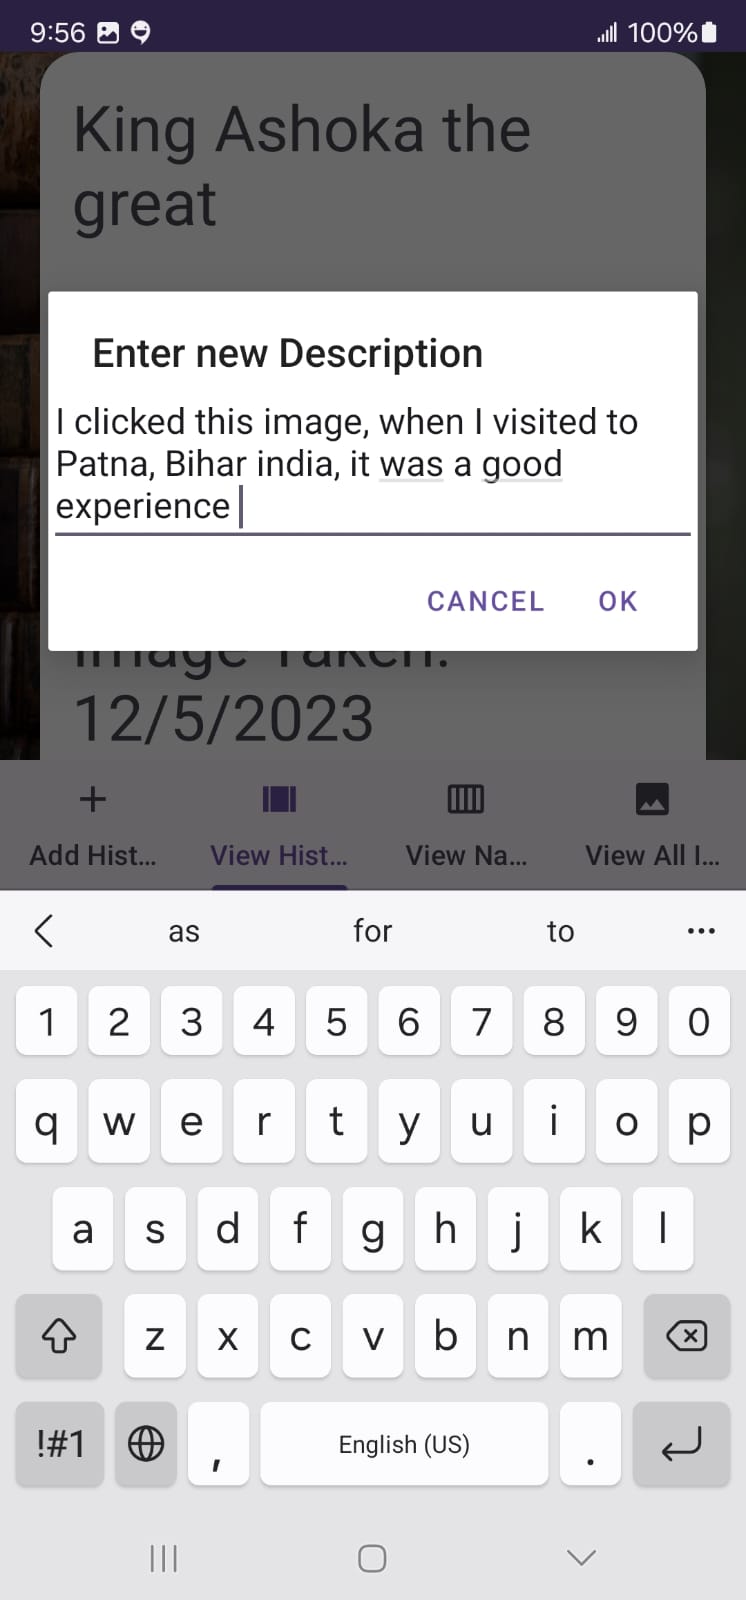 9:56 100%
King Ashoka the
great
Enter new Description
I clicked this image, when I visited to
Patna, Bihar india, it was a good
experience
CANCEL OK
Image Taken:
12/5/2023
Add Hist... View Hist... View Na... View All I...
as for to ...
1 2 3 4 5 6 7 8 9 0
q w e r t y u i o p
a s d f g h j k l
z x c v b n m
!#1 , English (US) .